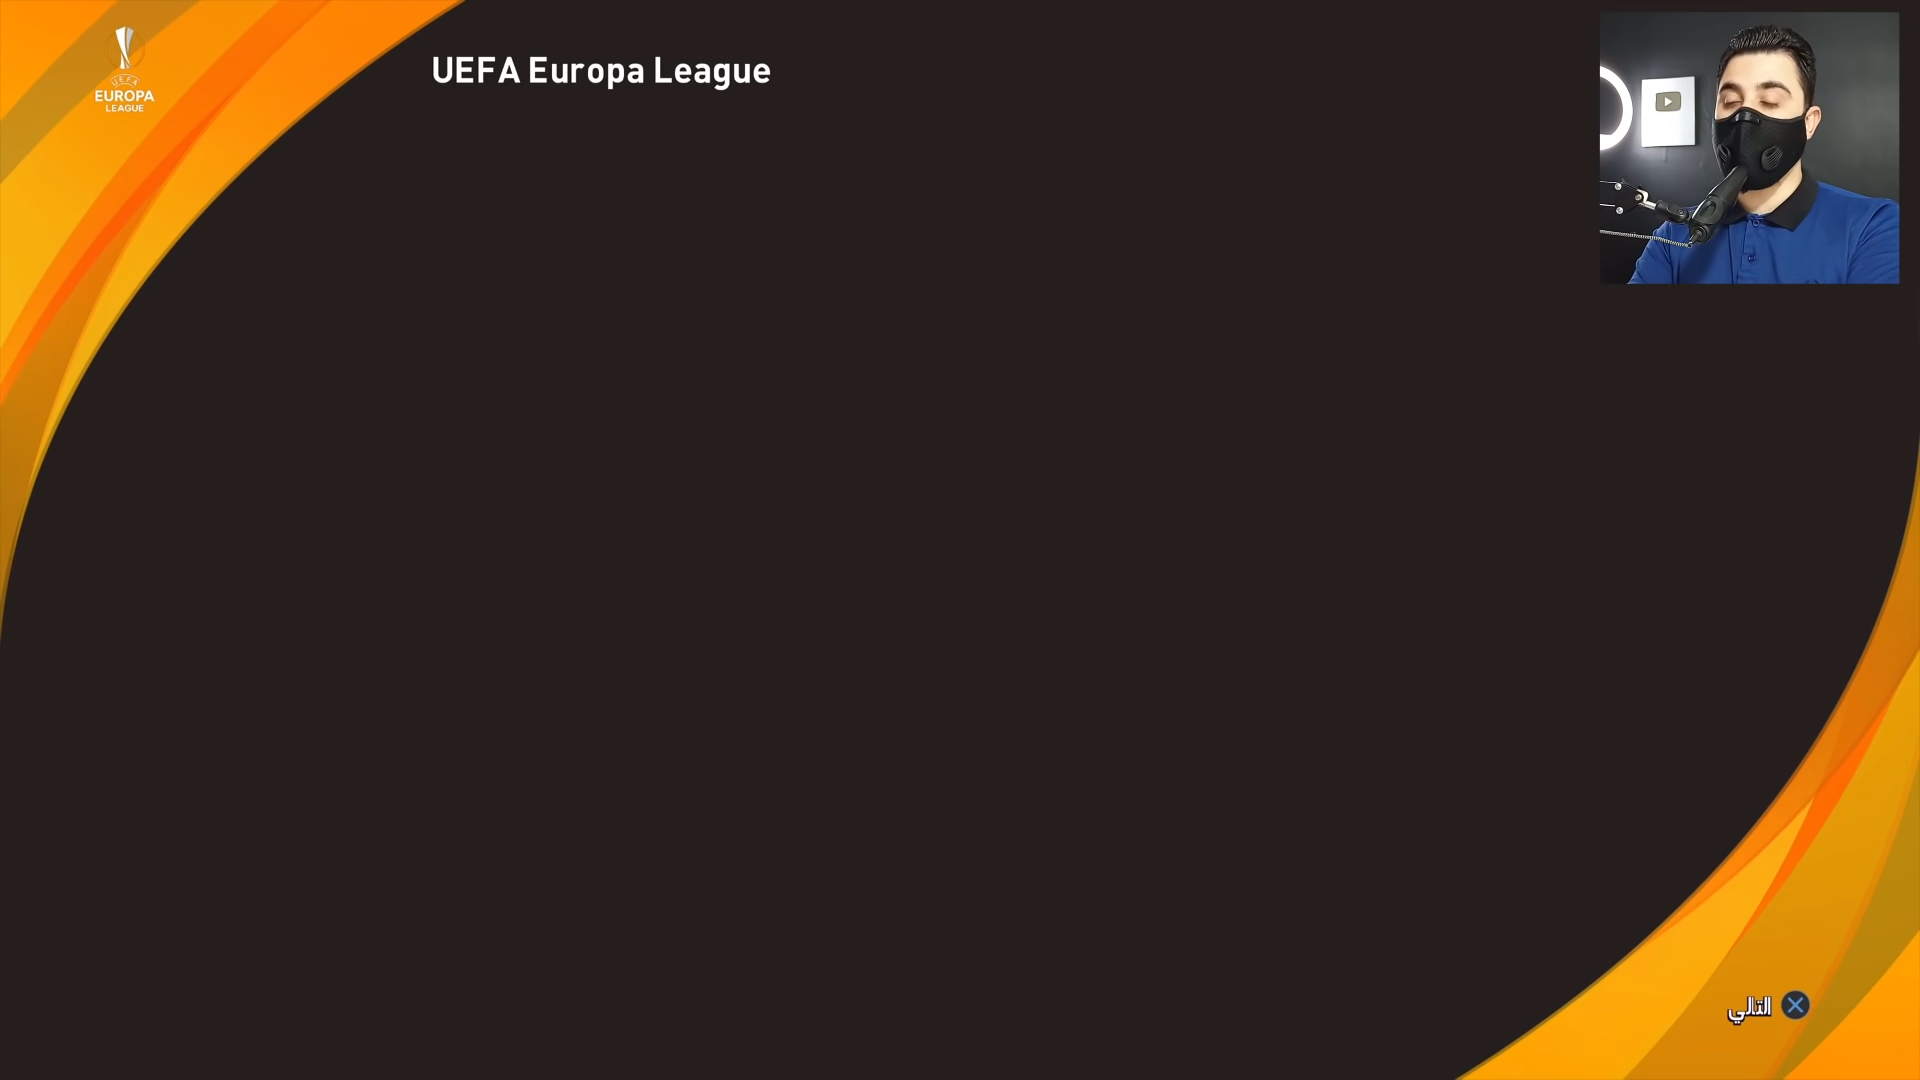 UEFA
EUROPA
LEAGUE
UEFA Europa League
التالي